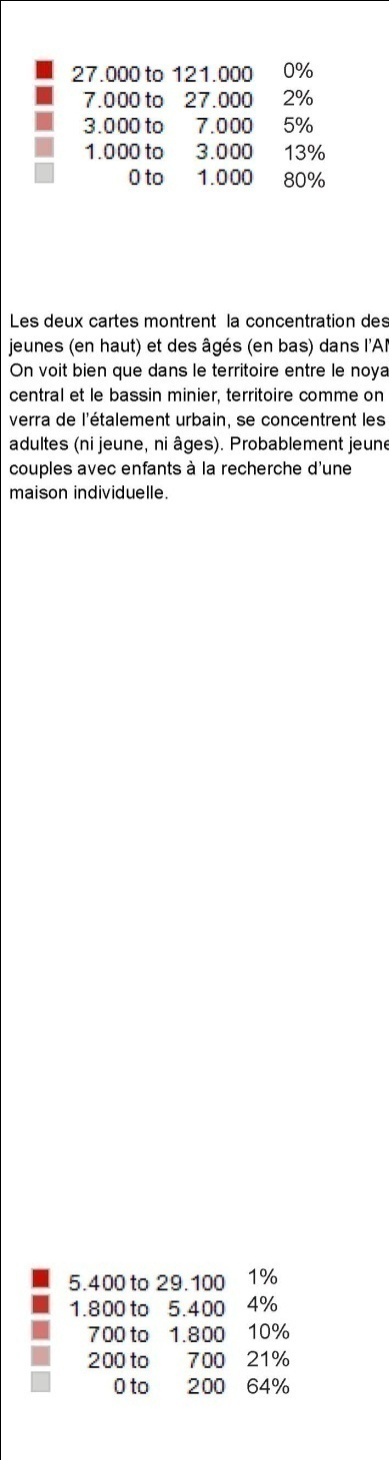 27.000 to 121.000 0%
7.000 to 27.000 2%
3.000 to 7.000 5%
1.000 to 3.000 13%
0 to 1.000 80%
Les deux cartes montrent la concentration des
jeunes (en haut) et des âgés (en bas) dans l'AM
On voit bien que dans le territoire entre le noya
central et le bassin minier, territoire comme on
verra de l'étalement urbain, se concentrent les
adultes (ni jeune, ni âges). Probablement jeune
couples avec enfants à la recherche d'une
maison individuelle.
5.400 to 29.100 1%
1.800 to 5.400 4%
700 to 1.800 10%
200 to 700 21%
0 to 200 64%